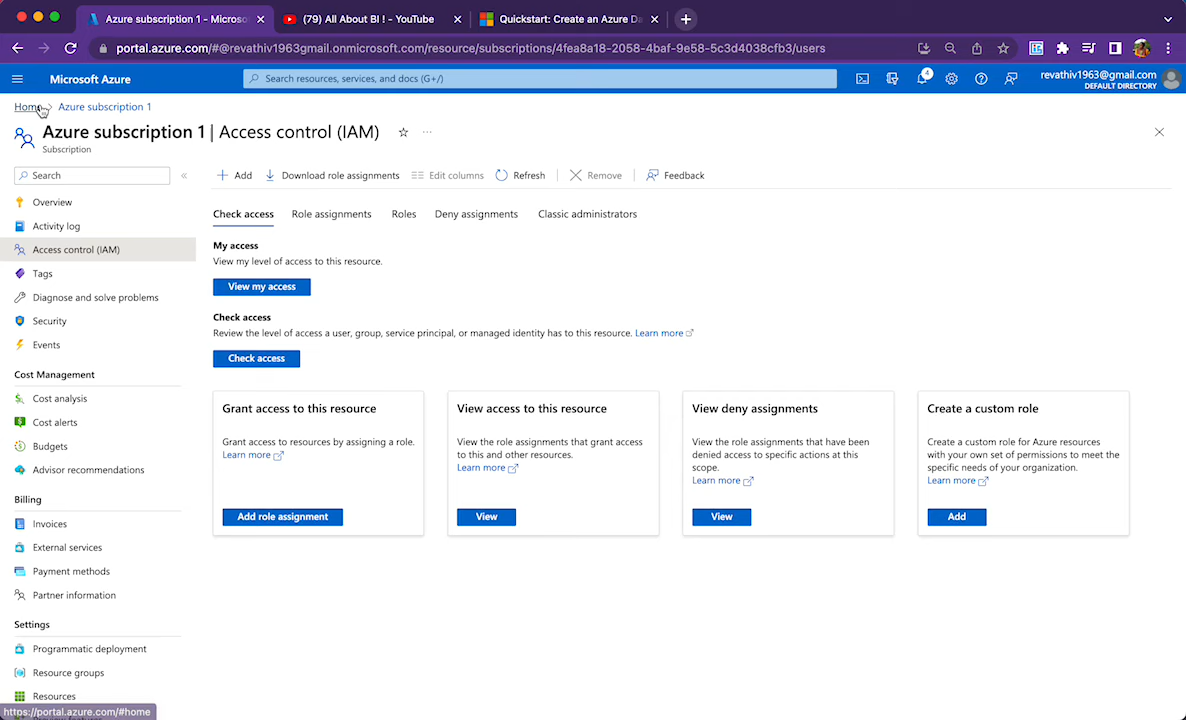 Azure subscription 1 - Microso
(79) All About BI ! - YouTube
Quickstart: Create an Azure Da
portal.azure.com/#@revathiv1963gmail.onmicrosoft.com/resource/subscriptions/4fea8a18-2058-4baf-9e58-5c3d4038cfb3/users
Microsoft Azure
Search resources, services, and docs (G+/)
4
revathiv1963@gmail.com
DEFAULT DIRECTORY
Home
Azure subscription 1
Azure subscription 1 | Access control (IAM)
Subscription
Search
Add
Download role assignments
Edit columns
Refresh
Remove
Feedback
Overview
Activity log
Access control (IAM)
Tags
Diagnose and solve problems
Security
Events
Cost Management
Cost analysis
Cost alerts
Budgets
Advisor recommendations
Billing
Invoices
External services
Payment methods
Partner information
Settings
Programmatic deployment
Resource groups
Resources
https://portal.azure.com/#home
Check access
Role assignments
Roles
Deny assignments
Classic administrators
My access
View my level of access to this resource.
View my access
Check access
Review the level of access a user, group, service principal, or managed identity has to this resource. Learn more
Check access
Grant access to this resource
Grant access to resources by assigning a role.
Learn more
Add role assignment
View access to this resource
View the role assignments that grant access
to this and other resources.
Learn more
View
View deny assignments
View the role assignments that have been
denied access to specific actions at this
scope.
Learn more
View
Create a custom role
Create a custom role for Azure resources
with your own set of permissions to meet the
specific needs of your organization.
Learn more
Add